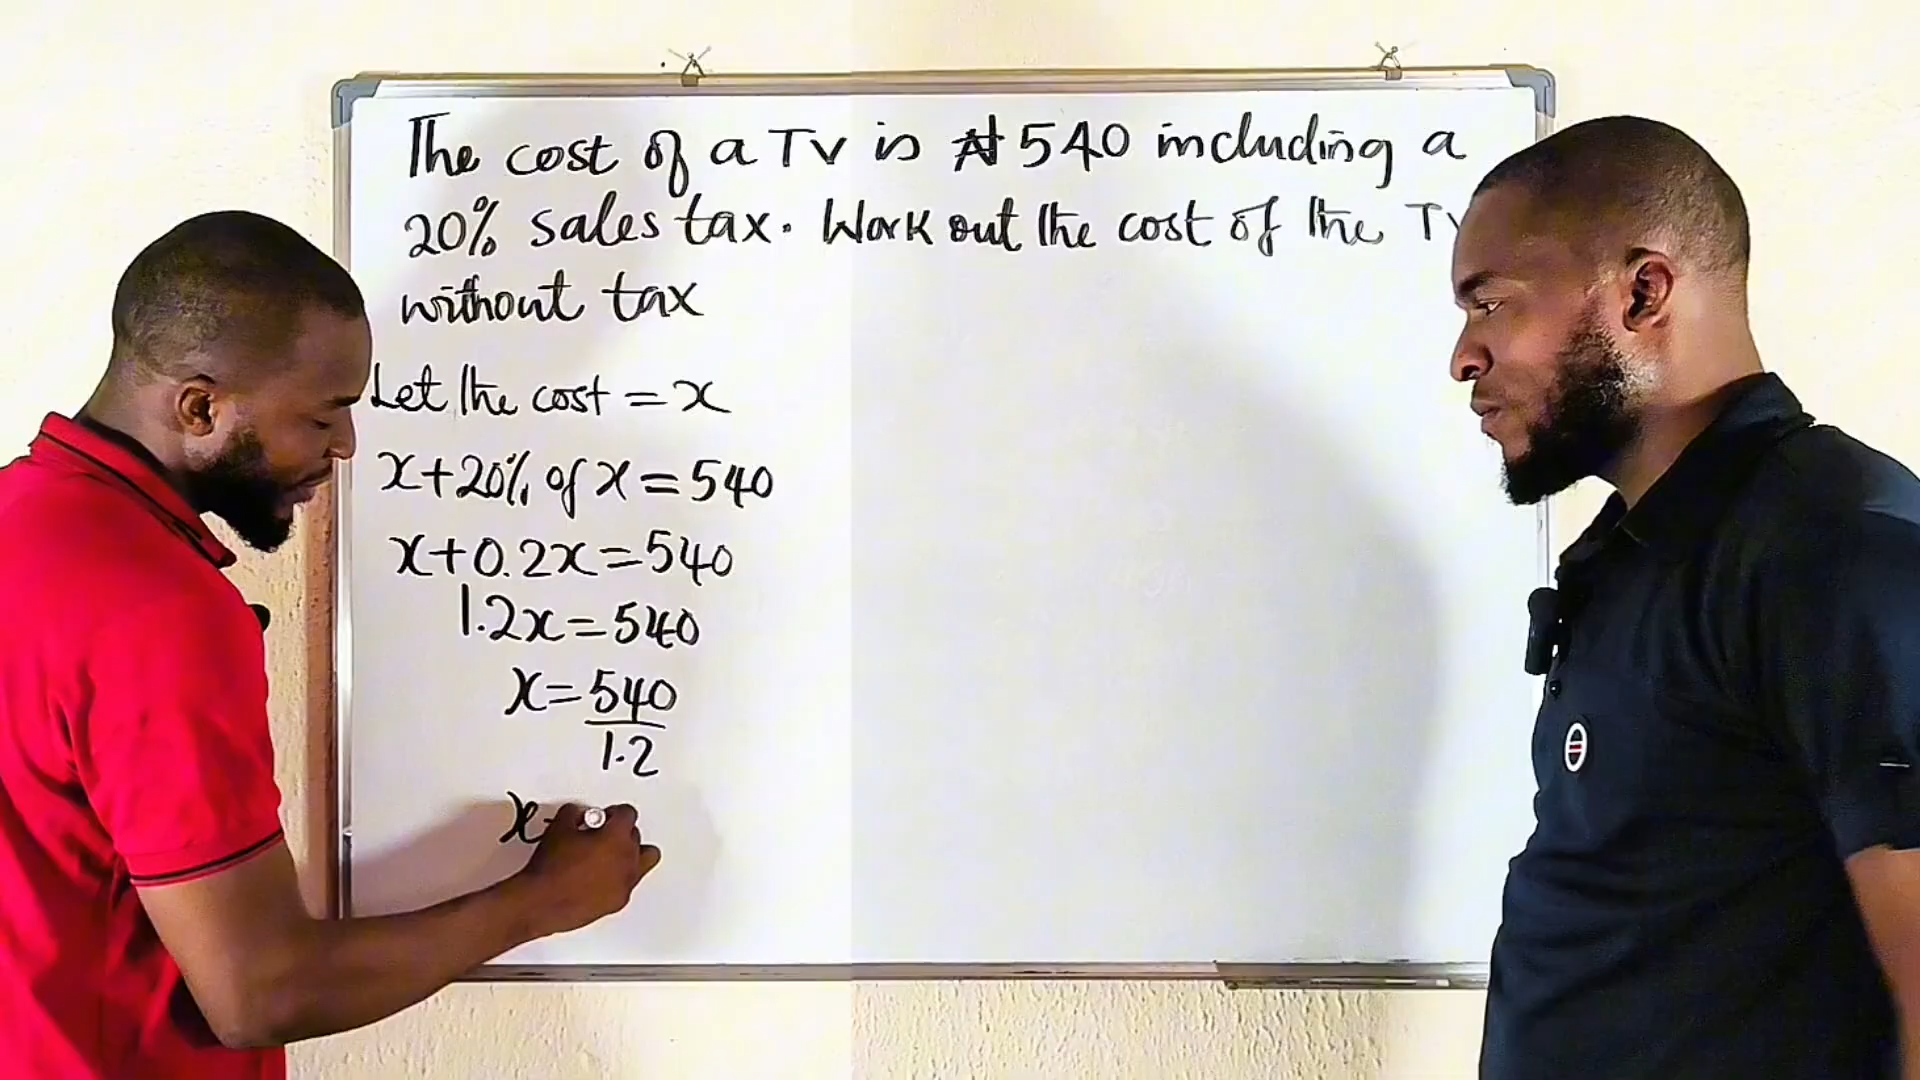 The cost of a TV is ₦540 including a
20% sales tax. Work out the cost of the TV
without tax
Let the cost = x
x+20% of x = 540
x+0.2x=540
1.2x=540
x=540/1.2
x=